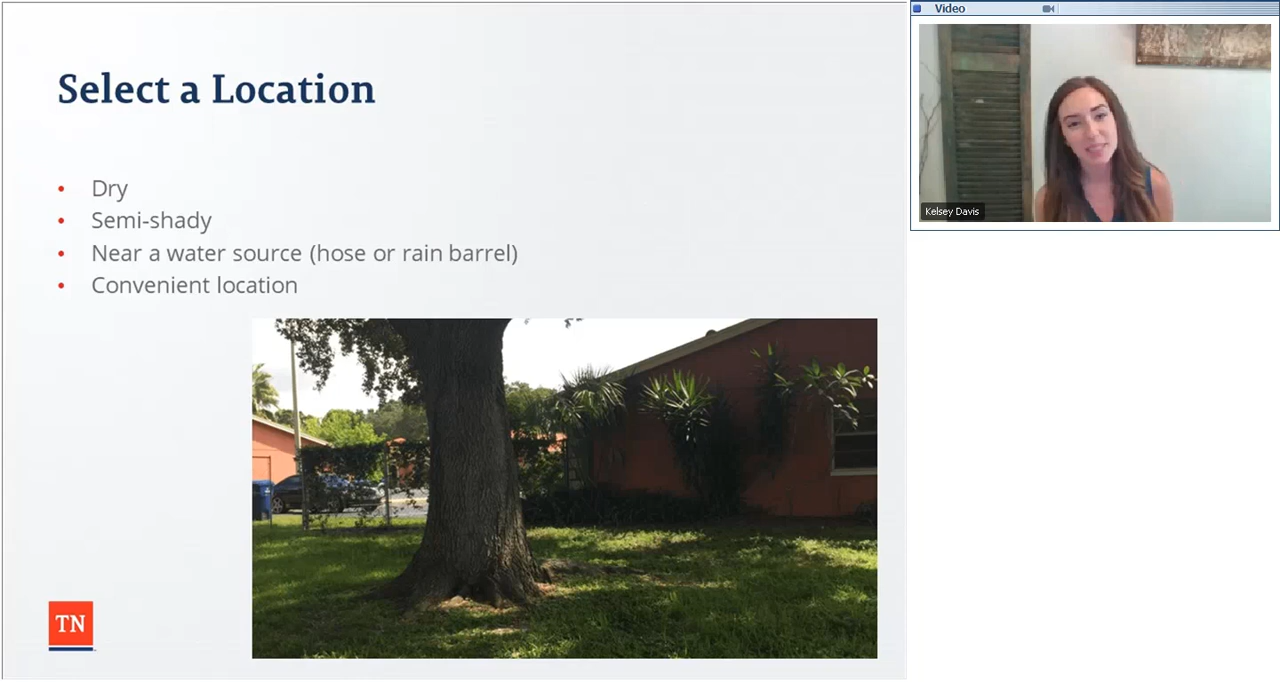 Select a Location
• Dry
• Semi-shady
• Near a water source (hose or rain barrel)
• Convenient location
TN
Video
Kelsey Davis